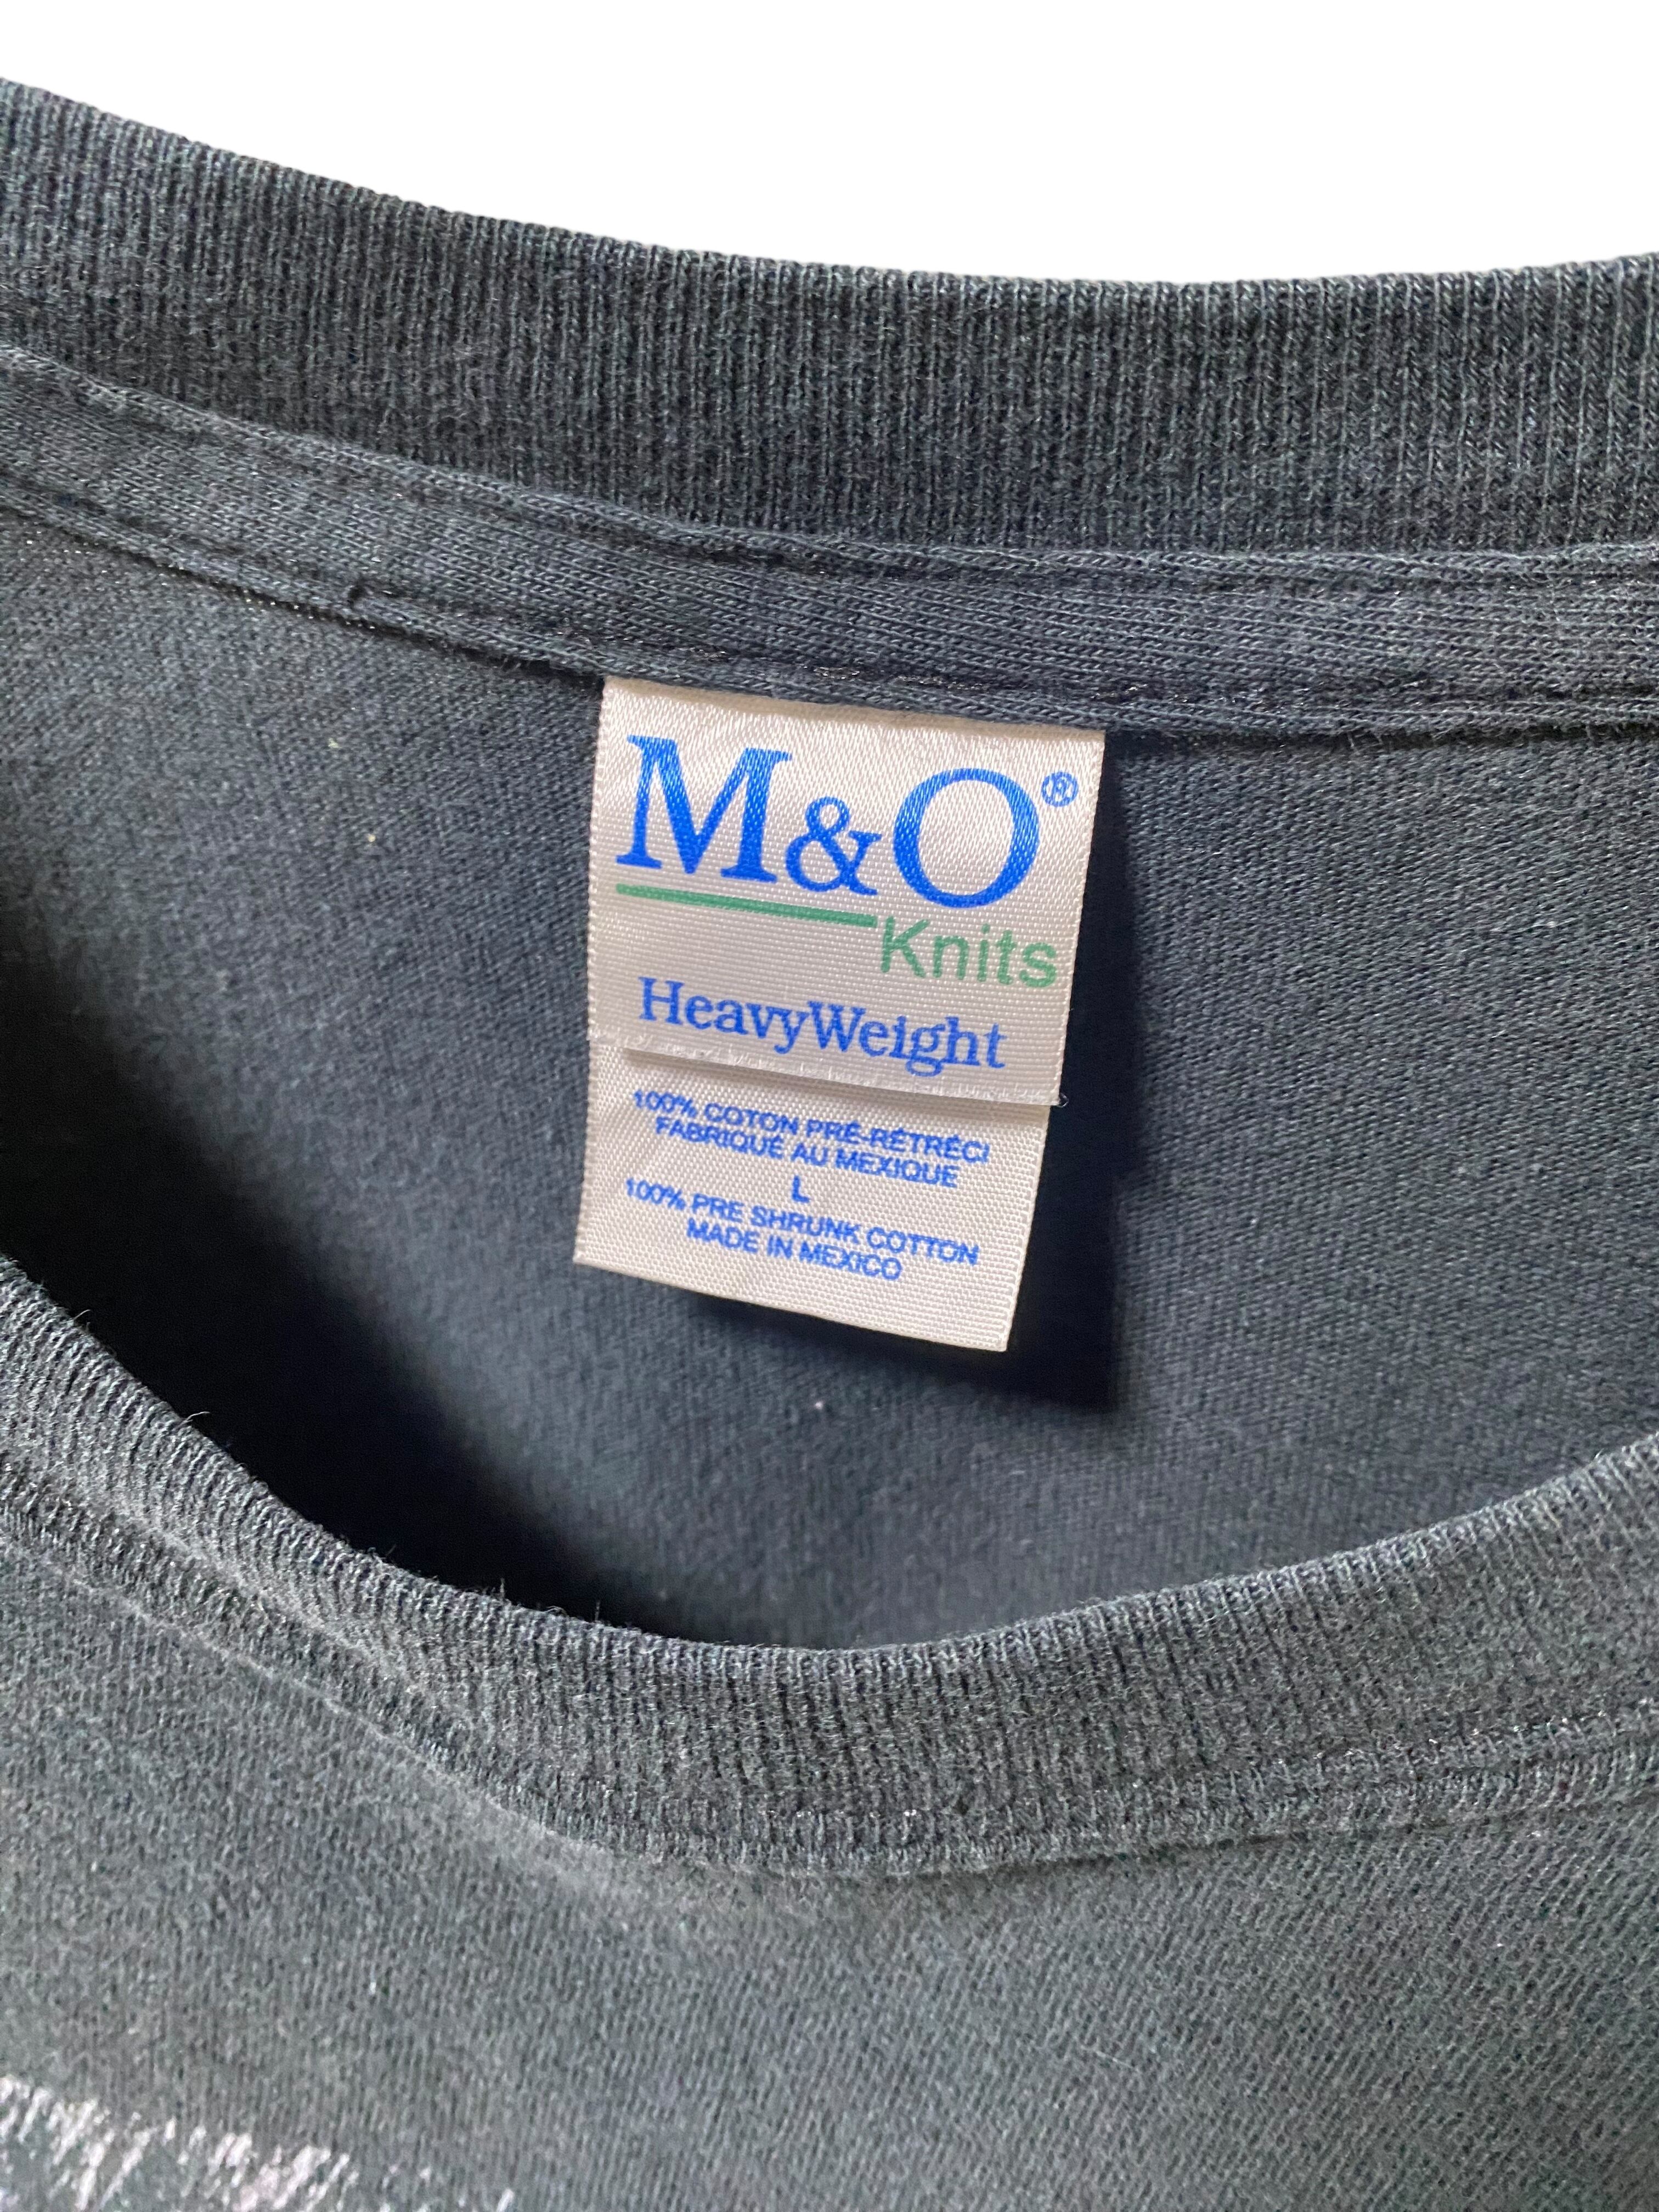 M&O®
Knits
HeavyWeight
100% COTON PRÉ-RÉTRÉCI
FABRIQUÉ AU MEXIQUE
L
100% PRE SHRUNK COTTON
MADE IN MEXICO